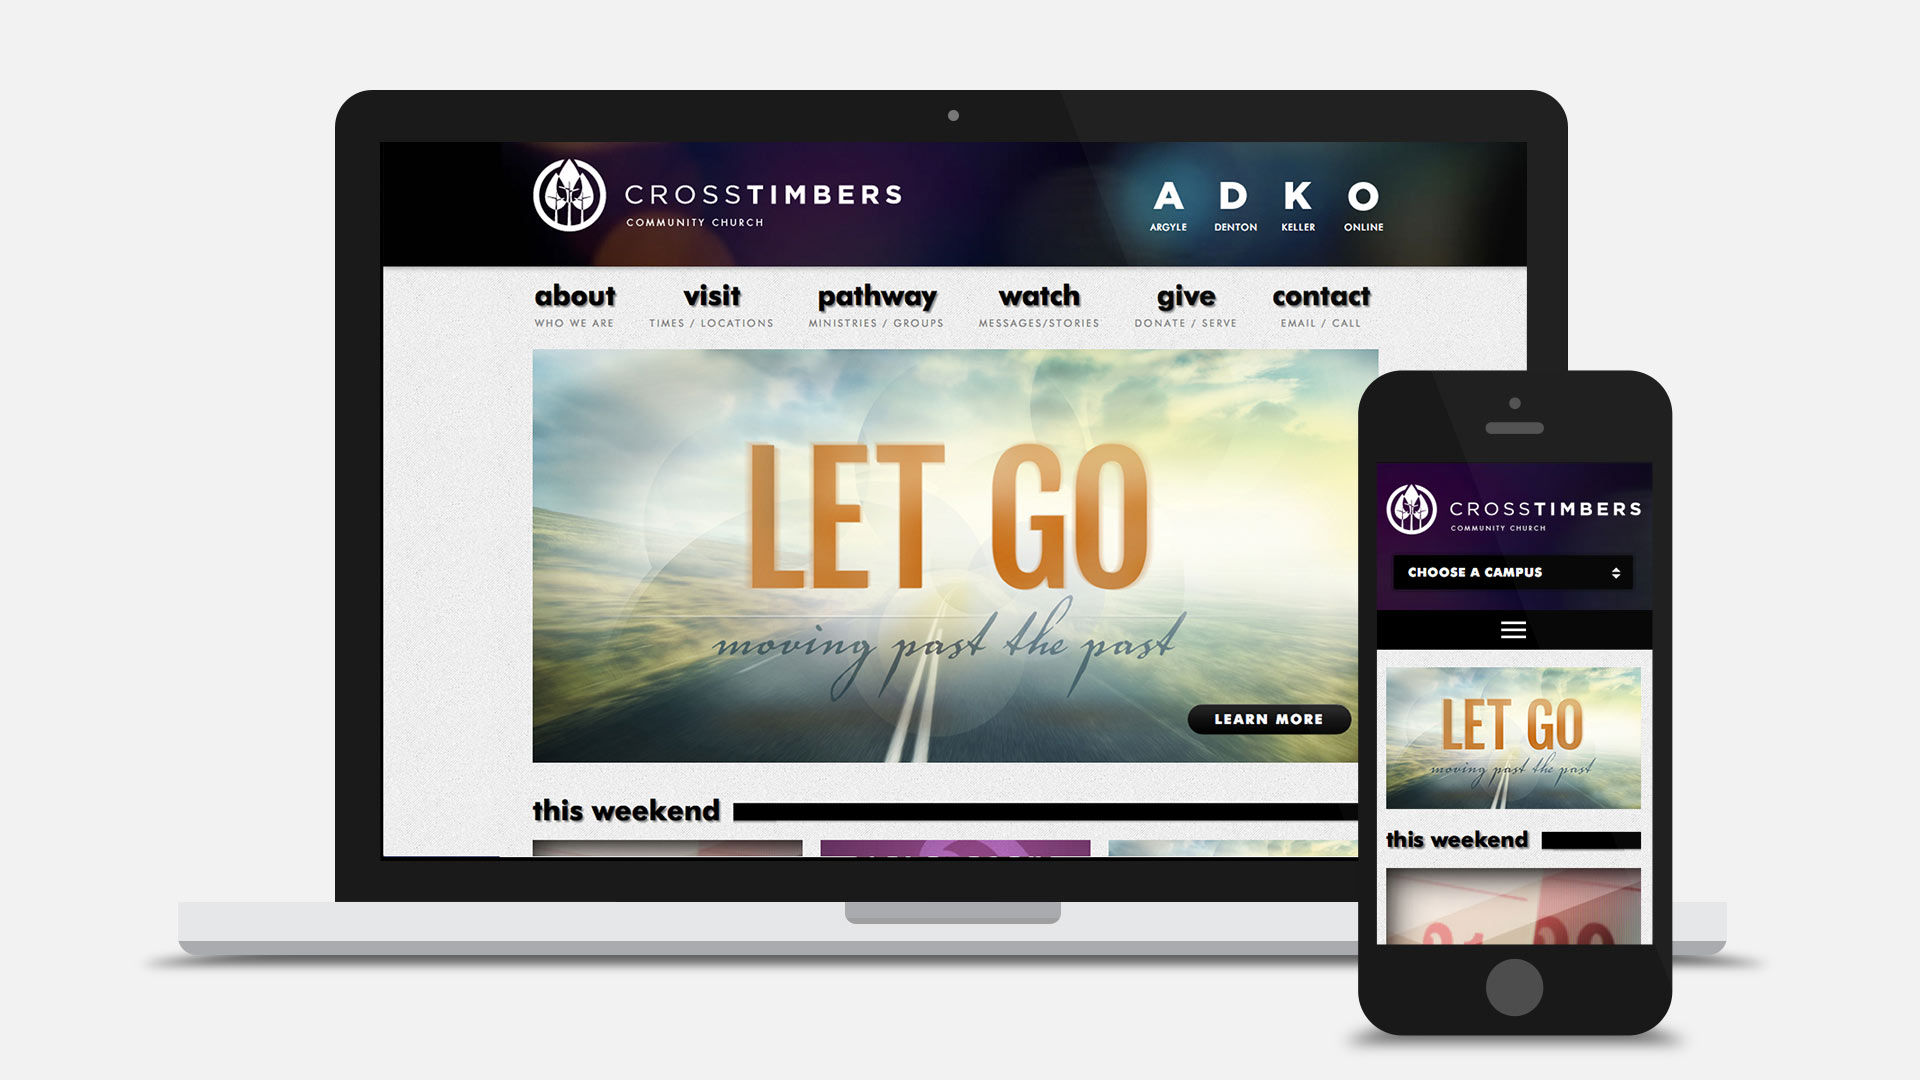 CROSSTIMBERS
COMMUNITY CHURCH
A D K O
ARGYLE DENTON KELLER ONLINE
about visit pathway watch give contact
WHO WE ARE TIMES / LOCATIONS MINISTRIES / GROUPS MESSAGES/STORIES DONATE / SERVE EMAIL / CALL
LET GO
moving past the past
LEARN MORE
this weekend
CROSSTIMBERS
COMMUNITY CHURCH
CHOOSE A CAMPUS
LET GO
moving past the past
this weekend